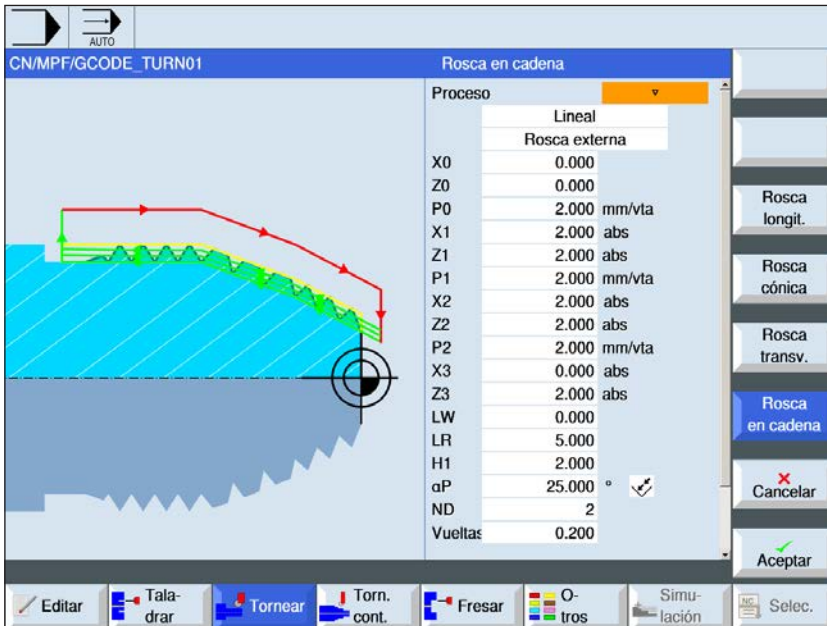 AUTO
CN/MPF/GCODE_TURN01
Rosca en cadena
Proceso ▿
Lineal
Rosca externa
X0 0.000
Z0 0.000
P0 2.000 mm/vta
X1 2.000 abs
Z1 2.000 abs
P1 2.000 mm/vta
X2 2.000 abs
Z2 2.000 abs
P2 2.000 mm/vta
X3 0.000 abs
Z3 2.000 abs
LW 0.000
LR 5.000
H1 2.000
αP 25.000 °
ND 2
Vueltas 0.200
Rosca
longit.
Rosca
cónica
Rosca
transv.
Rosca
en cadena
Cancelar
Aceptar
Editar
Tala-
drar
Tornear
Torn.
cont.
Fresar
O-
tros
Simu-
lación
NC
Selec.